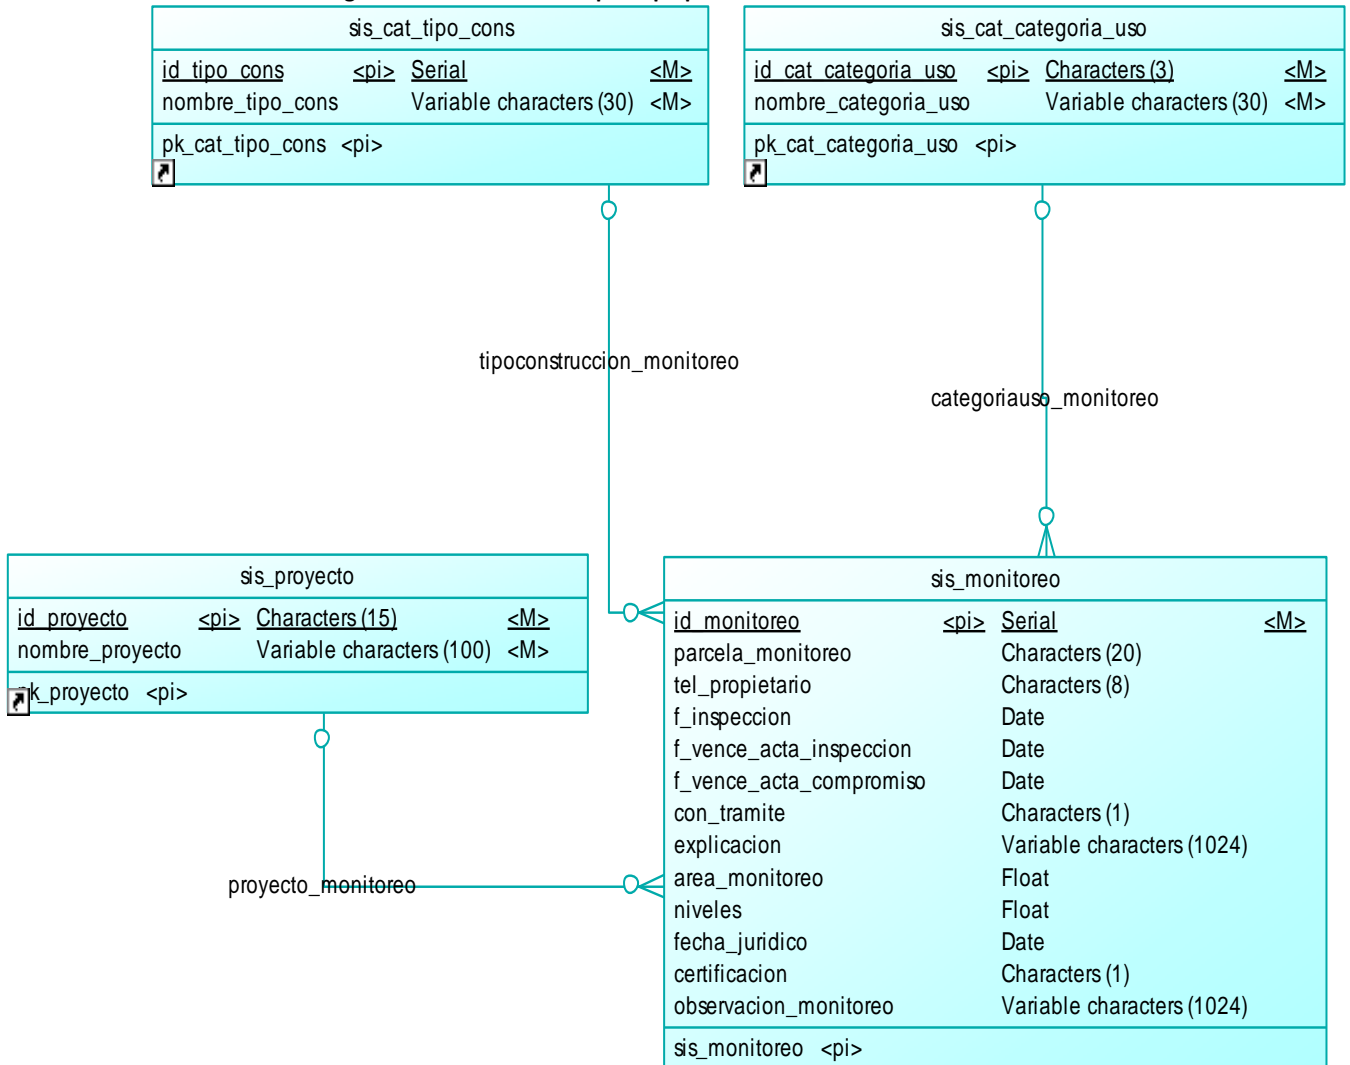 sis_cat_tipo_cons
id_tipo_cons <pi> Serial <M>
nombre_tipo_cons Variable characters (30) <M>
pk_cat_tipo_cons <pi>
sis_cat_categoria_uso
id_cat_categoria_uso <pi> Characters (3) <M>
nombre_categoria_uso Variable characters (30) <M>
pk_cat_categoria_uso <pi>
tipoconstruccion_monitoreo
categoriauso_monitoreo
sis_proyecto
id_proyecto <pi> Characters (15) <M>
nombre_proyecto Variable characters (100) <M>
pk_proyecto <pi>
proyecto_monitoreo
sis_monitoreo
id_monitoreo <pi> Serial <M>
parcela_monitoreo Characters (20)
tel_propietario Characters (8)
f_inspeccion Date
f_vence_acta_inspeccion Date
f_vence_acta_compromiso Date
con_tramite Characters (1)
explicacion Variable characters (1024)
area_monitoreo Float
niveles Float
fecha_juridico Date
certificacion Characters (1)
observacion_monitoreo Variable characters (1024)
sis_monitoreo <pi>